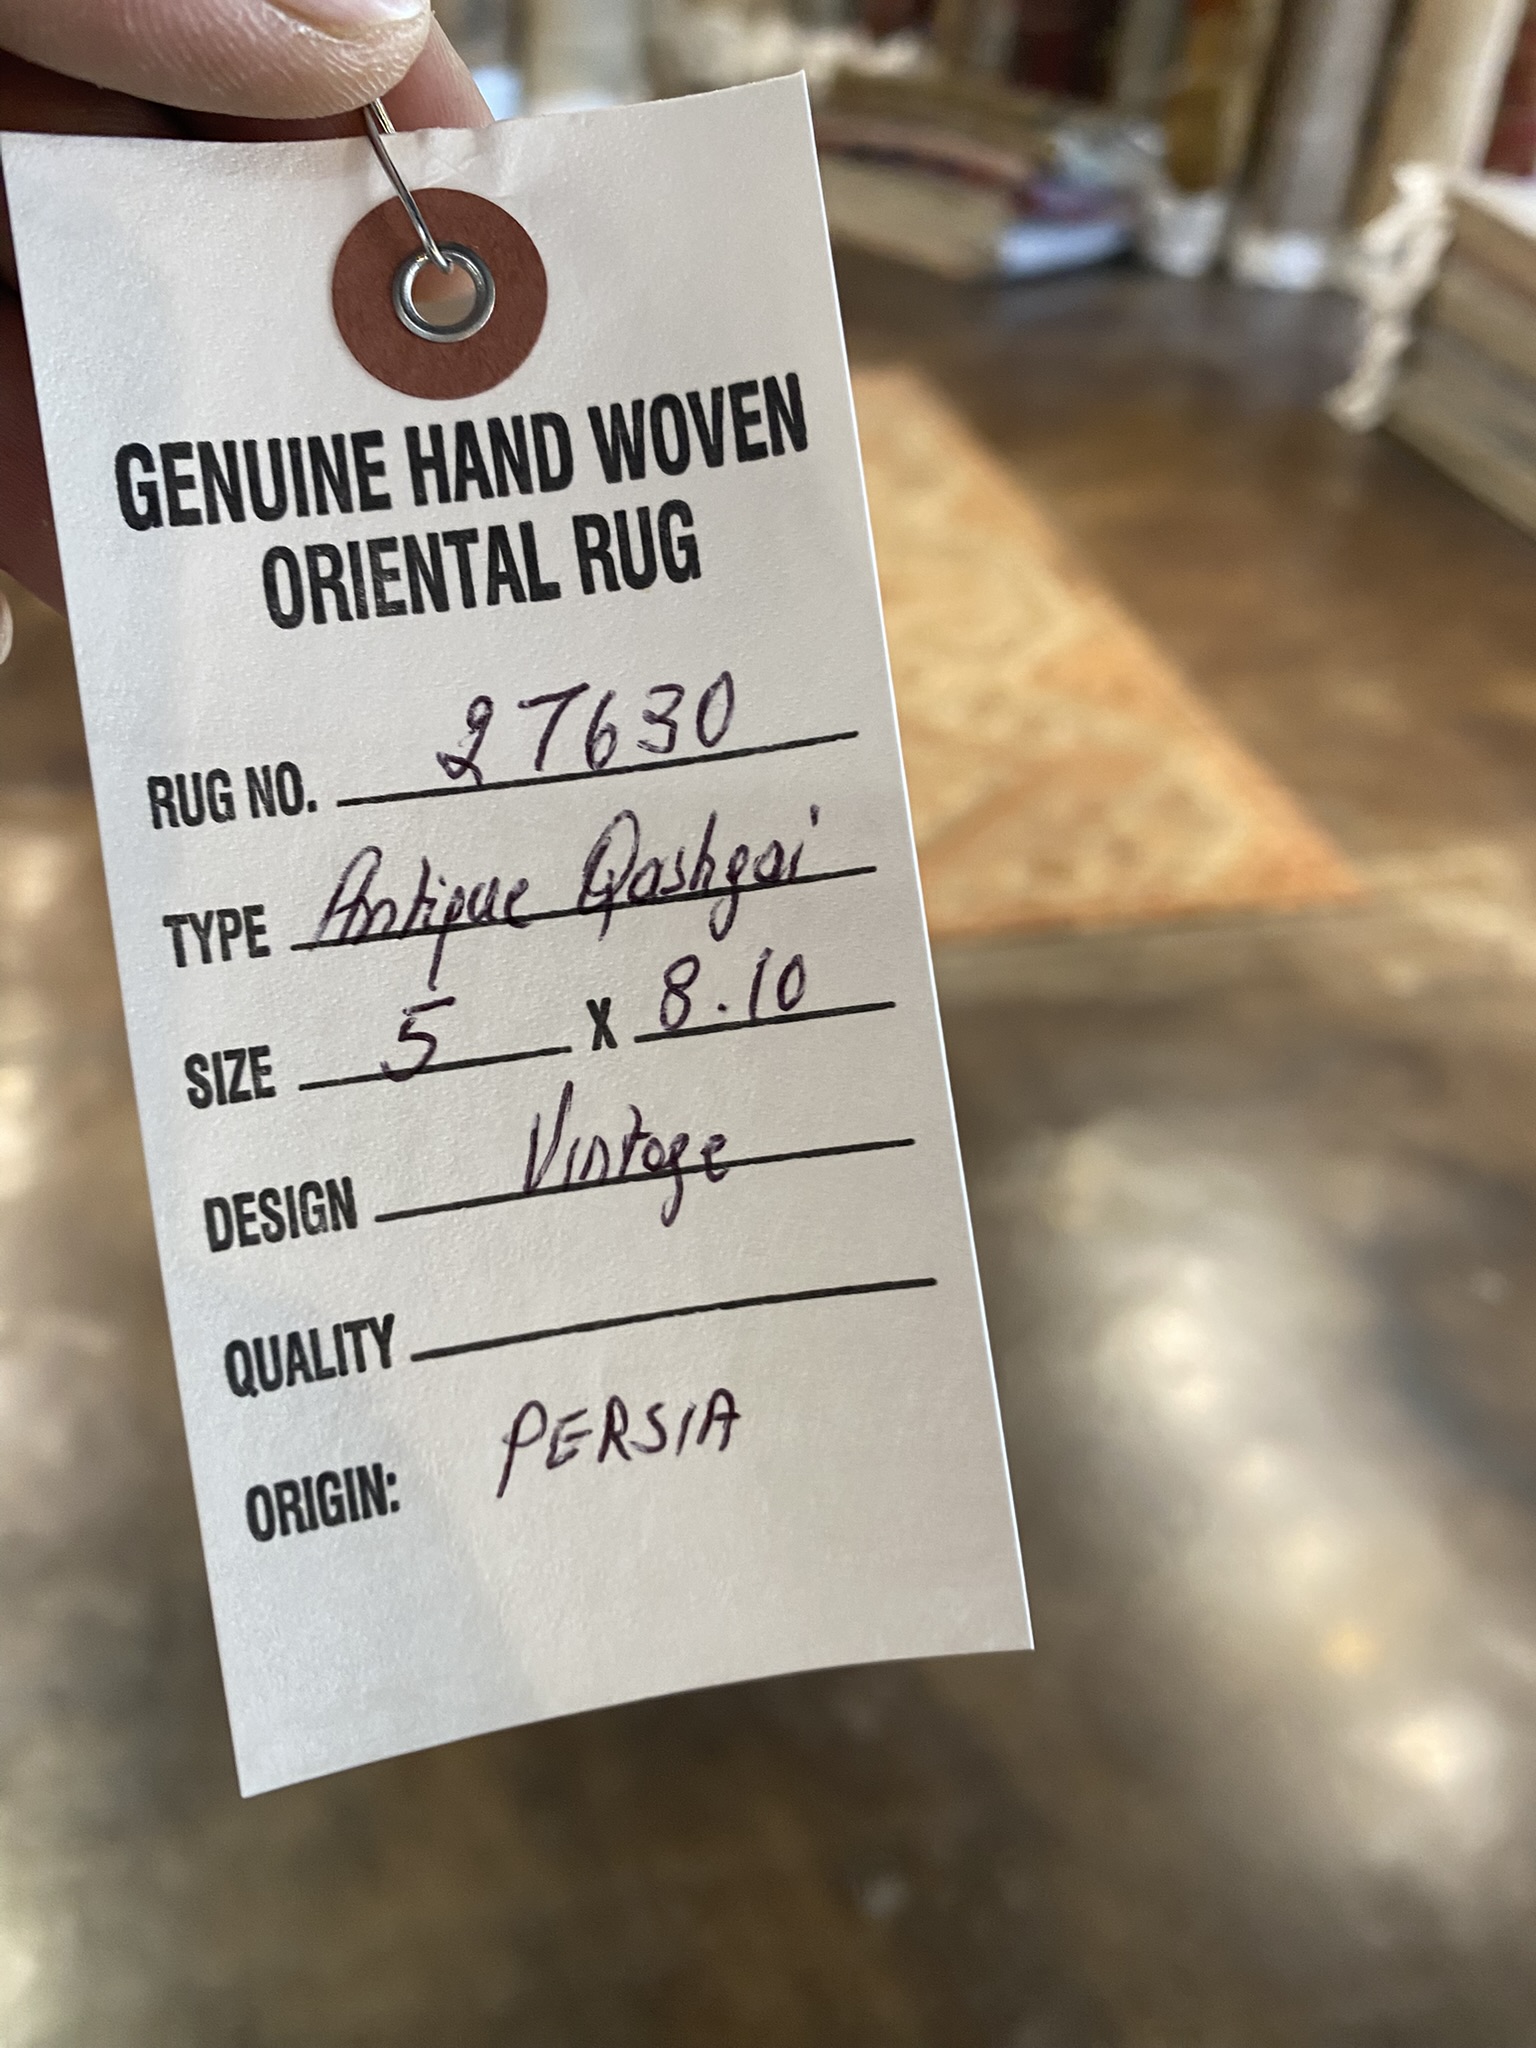 GENUINE HAND WOVEN
ORIENTAL RUG
RUG NO. 27630
TYPE Antique Qashgai
SIZE 5 X 8.10
DESIGN Vintage
QUALITY
ORIGIN: PERSIA